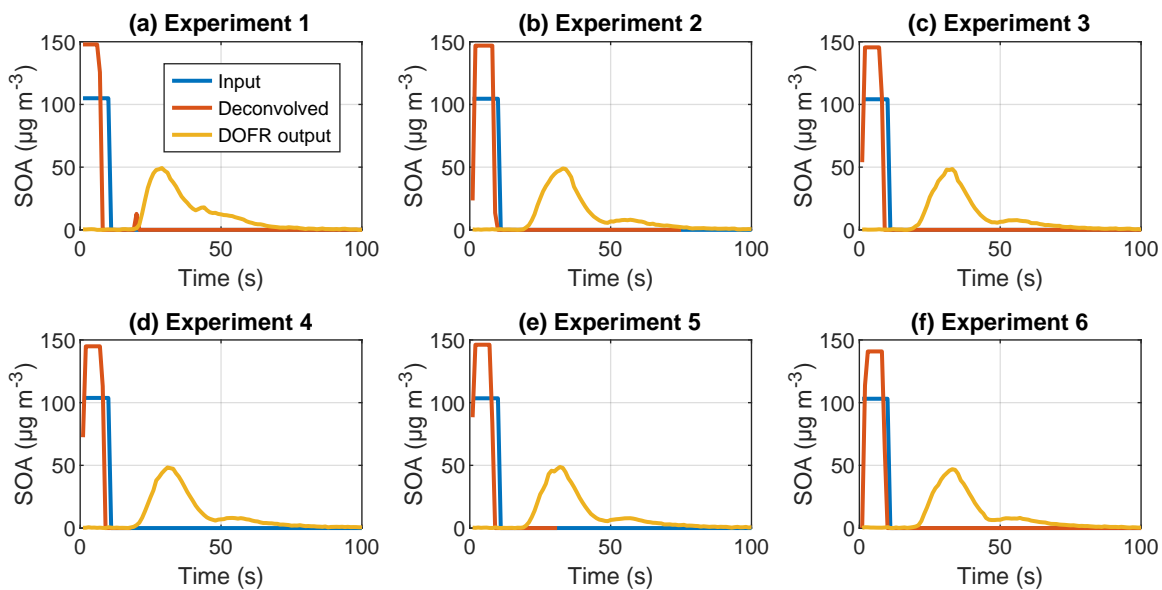 (a) Experiment 1
SOA (µg m-3)
150
100
50
0
Input
Deconvolved
DOFR output
0 50 100
Time (s)
(b) Experiment 2
SOA (µg m-3)
150
100
50
0
0 50 100
Time (s)
(c) Experiment 3
SOA (µg m-3)
150
100
50
0
0 50 100
Time (s)
(d) Experiment 4
SOA (µg m-3)
150
100
50
0
0 50 100
Time (s)
(e) Experiment 5
SOA (µg m-3)
150
100
50
0
0 50 100
Time (s)
(f) Experiment 6
SOA (µg m-3)
150
100
50
0
0 50 100
Time (s)